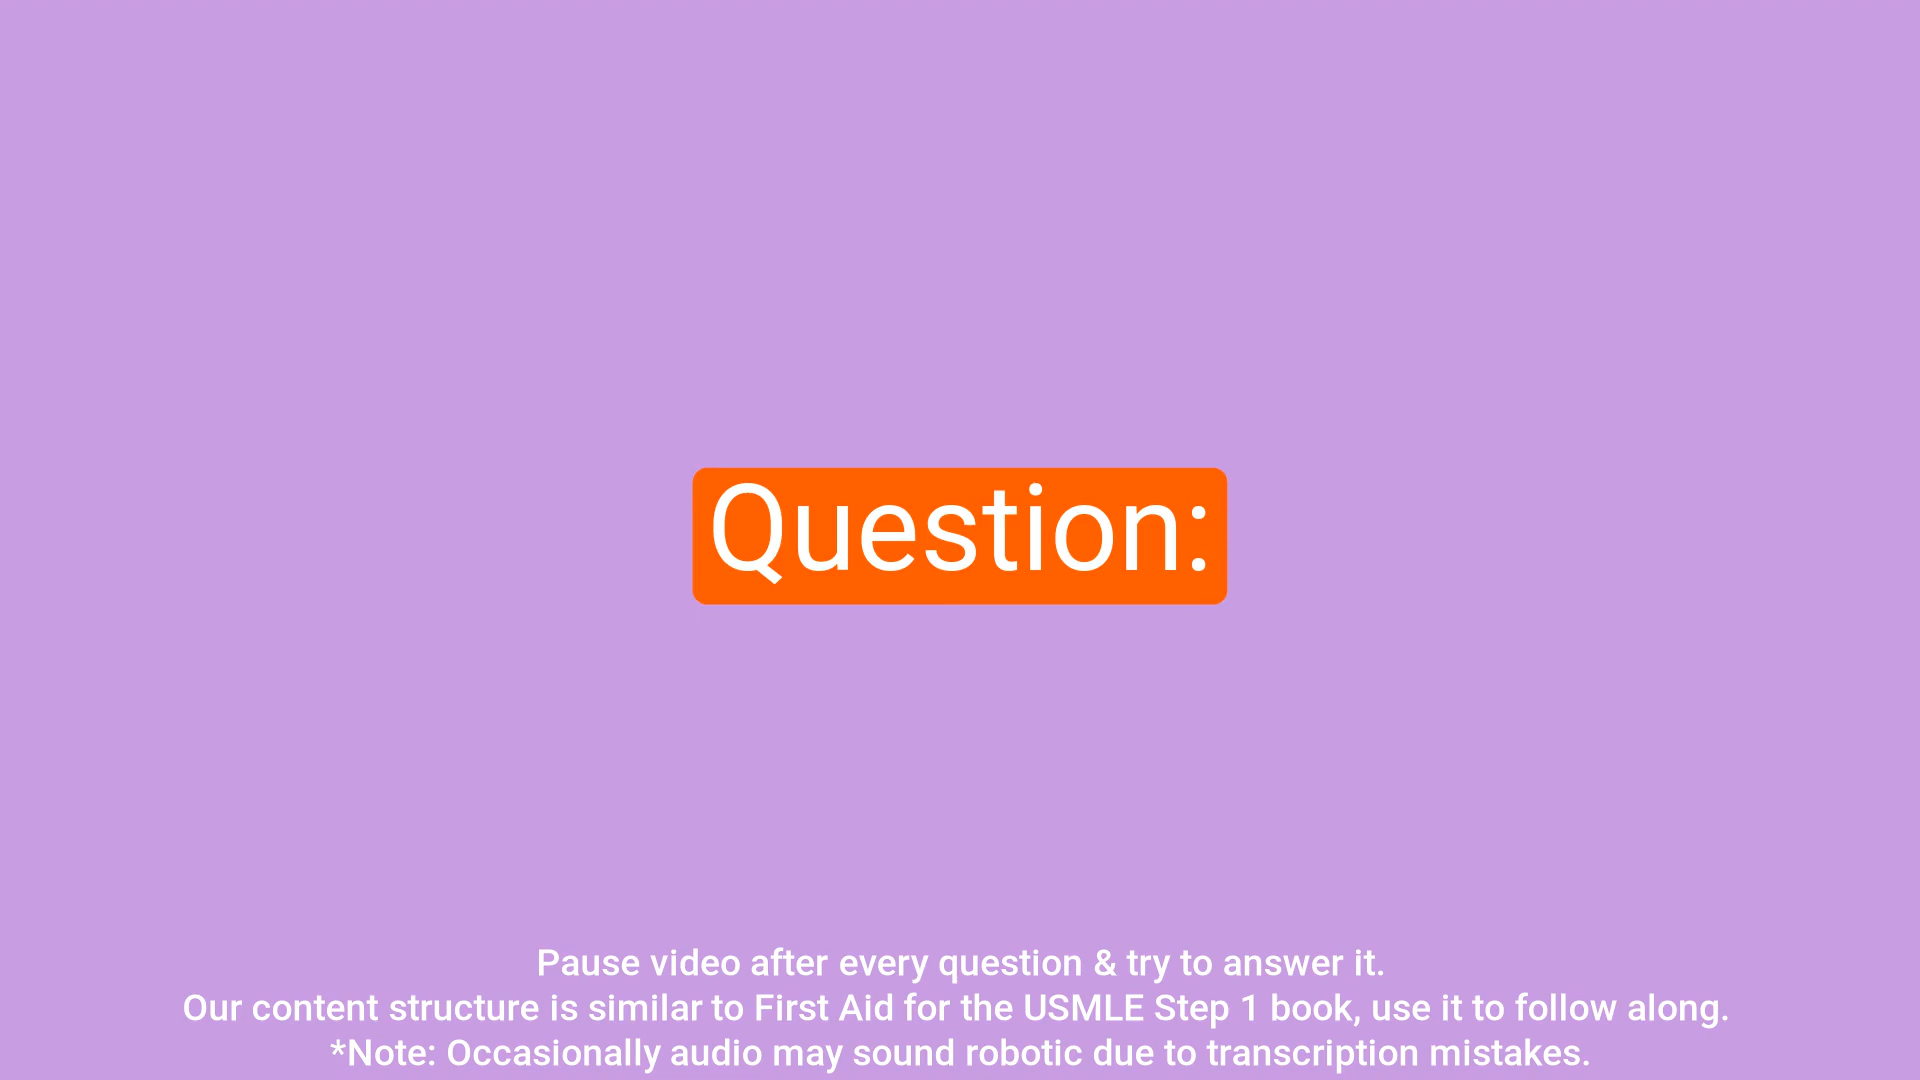 Question:
Pause video after every question & try to answer it.
Our content structure is similar to First Aid for the USMLE Step 1 book, use it to follow along.
*Note: Occasionally audio may sound robotic due to transcription mistakes.